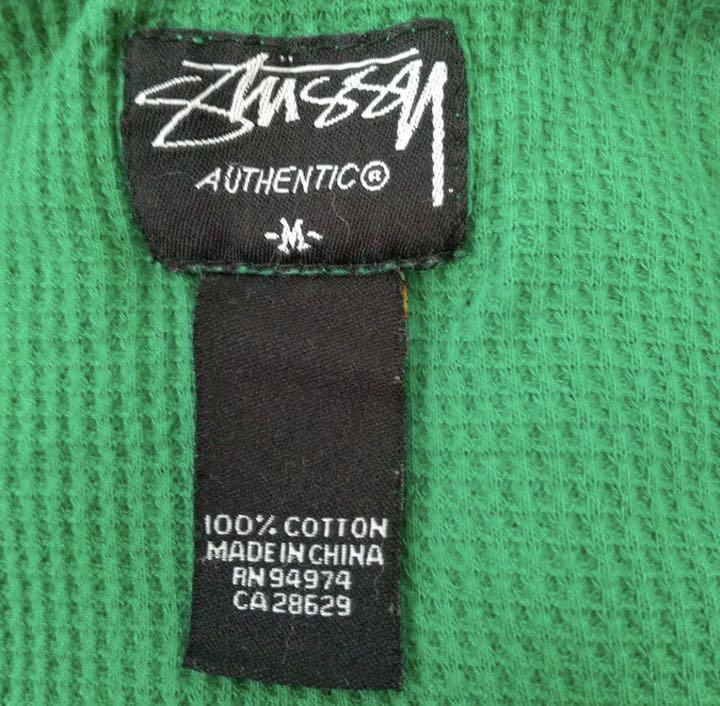 Stüssy
AUTHENTIC®
-M-
100% COTTON
MADE IN CHINA
RN 94974
CA 28629